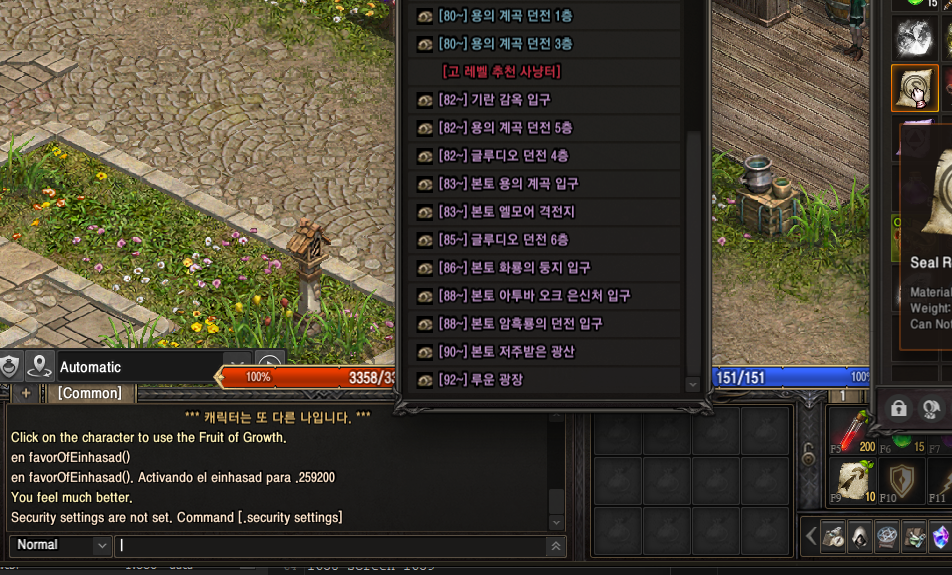 [80~] 용의 계곡 던전 1층
[80~] 용의 계곡 던전 3층
[고 레벨 추천 사냥터]
[82~] 기란 감옥 입구
[82~] 용의 계곡 던전 5층
[82~] 글루디오 던전 4층
[83~] 본토 용의 계곡 입구
[83~] 본토 엘모어 격전지
[85~] 글루디오 던전 6층
[86~] 본토 화룡의 둥지 입구
[88~] 본토 아투바 오크 은신처 입구
[88~] 본토 암흑룡의 던전 입구
[90~] 본토 저주받은 광산
[92~] 루운 광장
15
Seal R
Material
Weight:
Can Not
Automatic
100%
3358/33
151/151
100%
[Common]
*** 캐릭터는 또 다른 나입니다. ***
Click on the character to use the Fruit of Growth.
en favorOfEinhasad()
en favorOfEinhasad(). Activando el einhasad para .259200
You feel much better.
Security settings are not set. Command [.security settings]
Normal
1
F5 200
F6 15
F7
F9 10
F10
F11